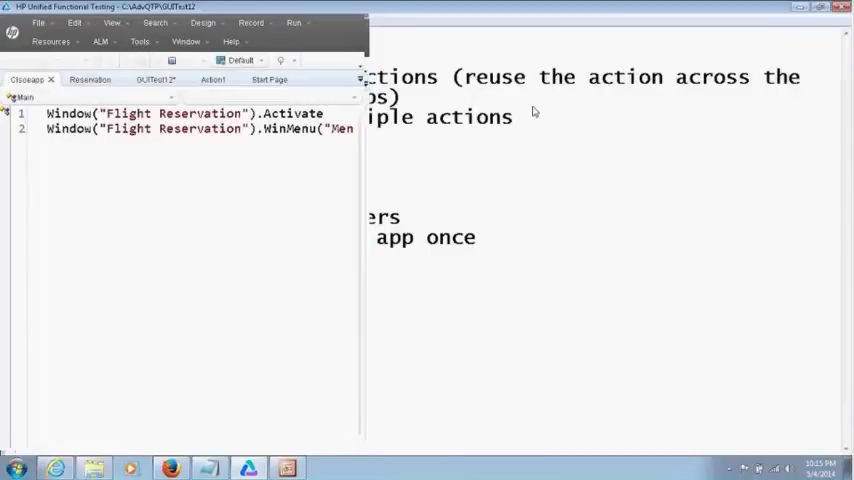 HP Unified Functional Testing - C:\AdvQTP\GUITest12
File Edit View Search Design Record Run
Resources ALM Tools Window Help
Default
Clsoeapp Reservation GUITest12* Action1 Start Page
Main
1 Window("Flight Reservation").Activate
2 Window("Flight Reservation").WinMenu("Men
ctions (reuse the action across the
ps)
iple actions
ers
app once
10:15 PM
5/4/2014